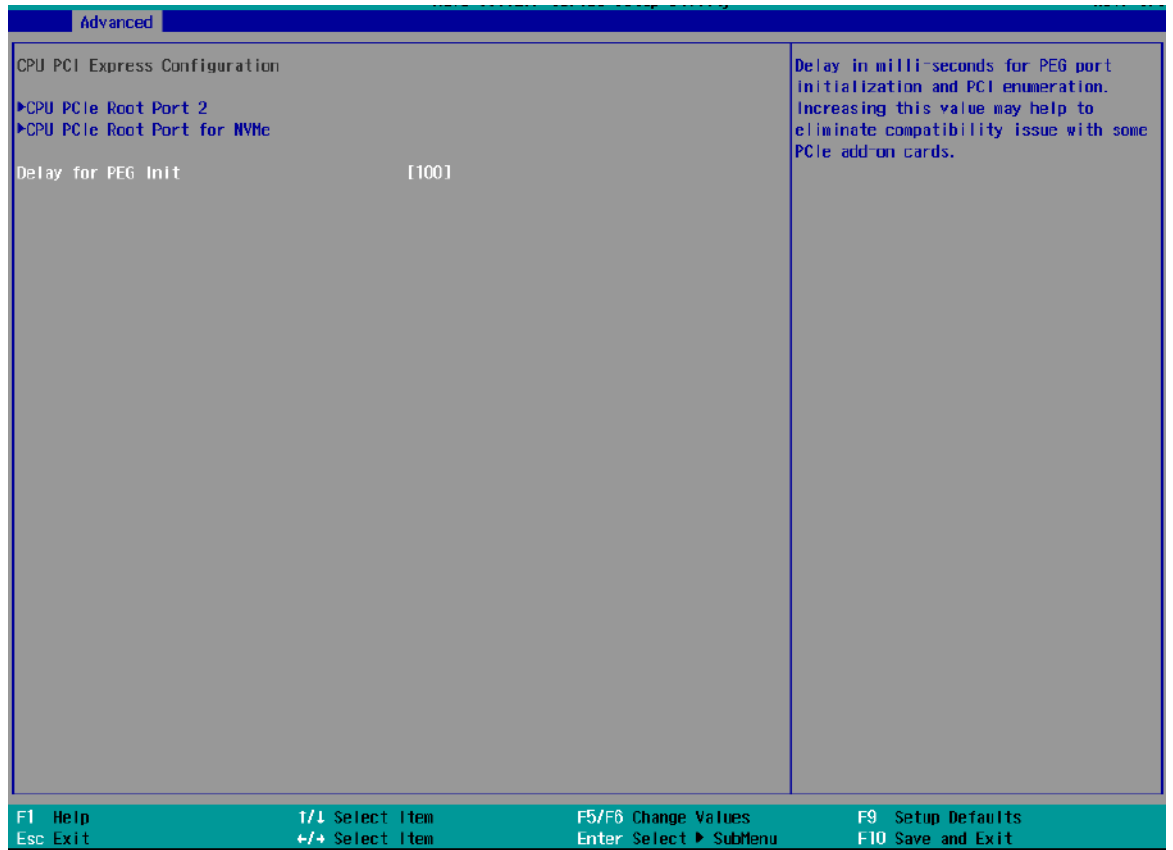 Advanced
CPU PCI Express Configuration
▶CPU PCIe Root Port 2
▶CPU PCIe Root Port for NVMe
Delay for PEG Init [100]
Delay in milli-seconds for PEG port
initialization and PCI enumeration.
Increasing this value may help to
eliminate compatibility issue with some
PCIe add-on cards.
F1 Help ↑/↓ Select Item F5/F6 Change Values F9 Setup Defaults
Esc Exit ←/→ Select Item Enter Select ▶ SubMenu F10 Save and Exit